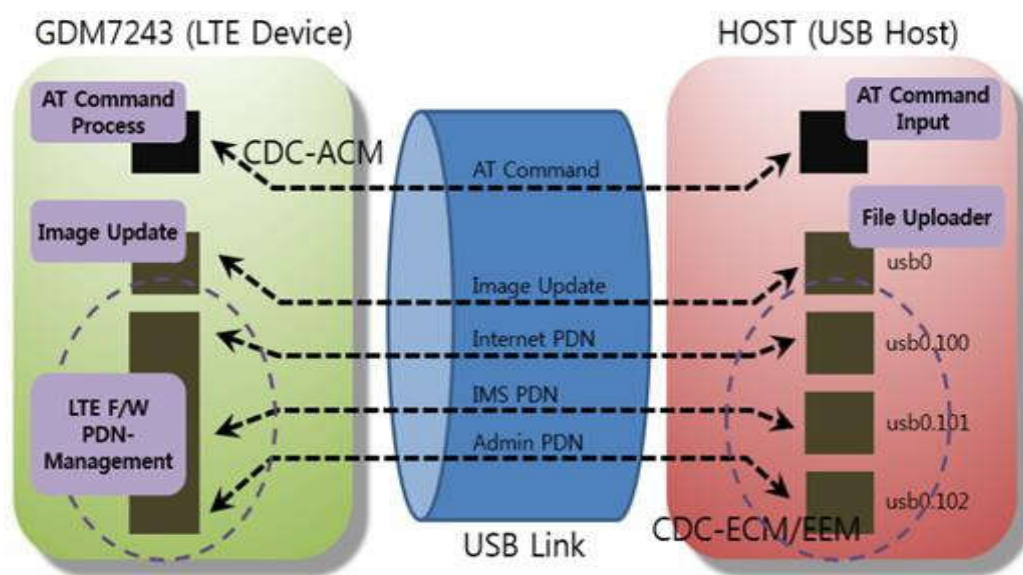 GDM7243 (LTE Device)
HOST (USB Host)
AT Command
Process
AT Command
Input
CDC-ACM
AT Command
Image Update
File Uploader
usb0
Image Update
Internet PDN
usb0.100
LTE F/W
PDN-
Management
IMS PDN
usb0.101
Admin PDN
usb0.102
CDC-ECM/EEM
USB Link